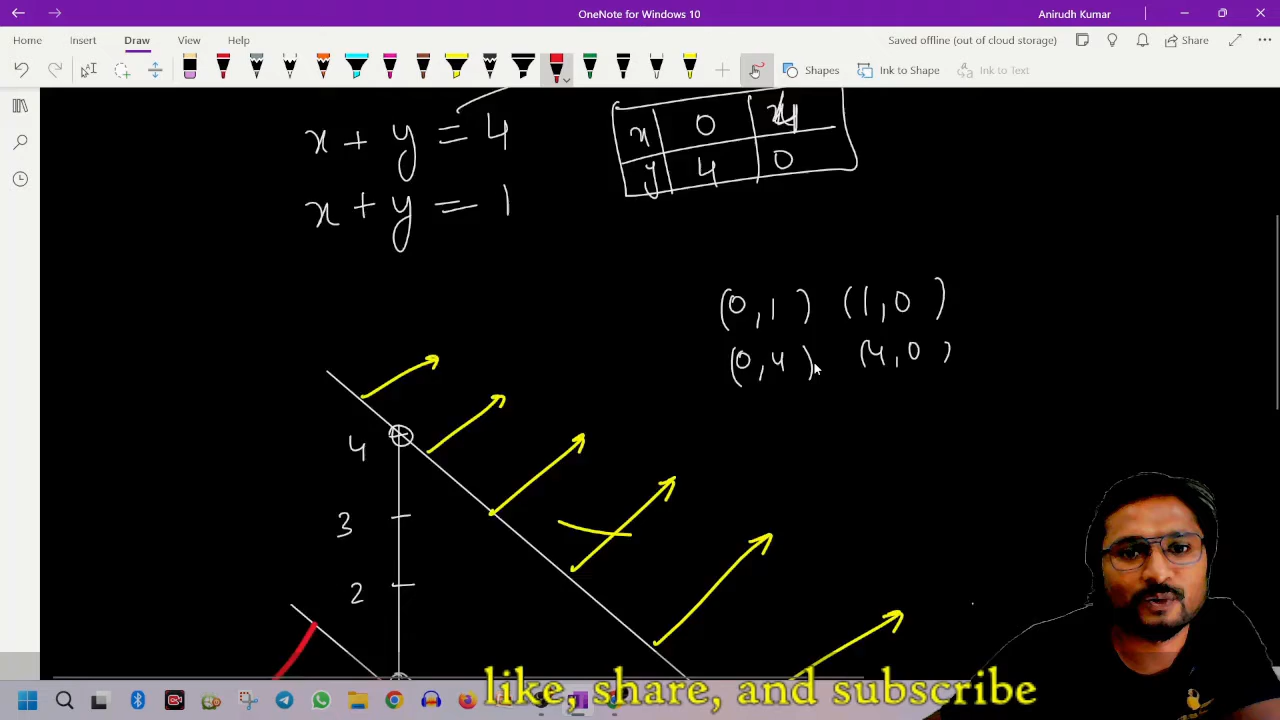 OneNote for Windows 10
Anirudh Kumar
Home Insert Draw View Help
Saved offline (out of cloud storage)
Share
Shapes
Ink to Shape
Ink to Text
x + y = 4
x + y = 1
x 0 4
y 4 0
(0,1) (1,0)
(0,4) (4,0)
4
3
2
like, share, and subscribe